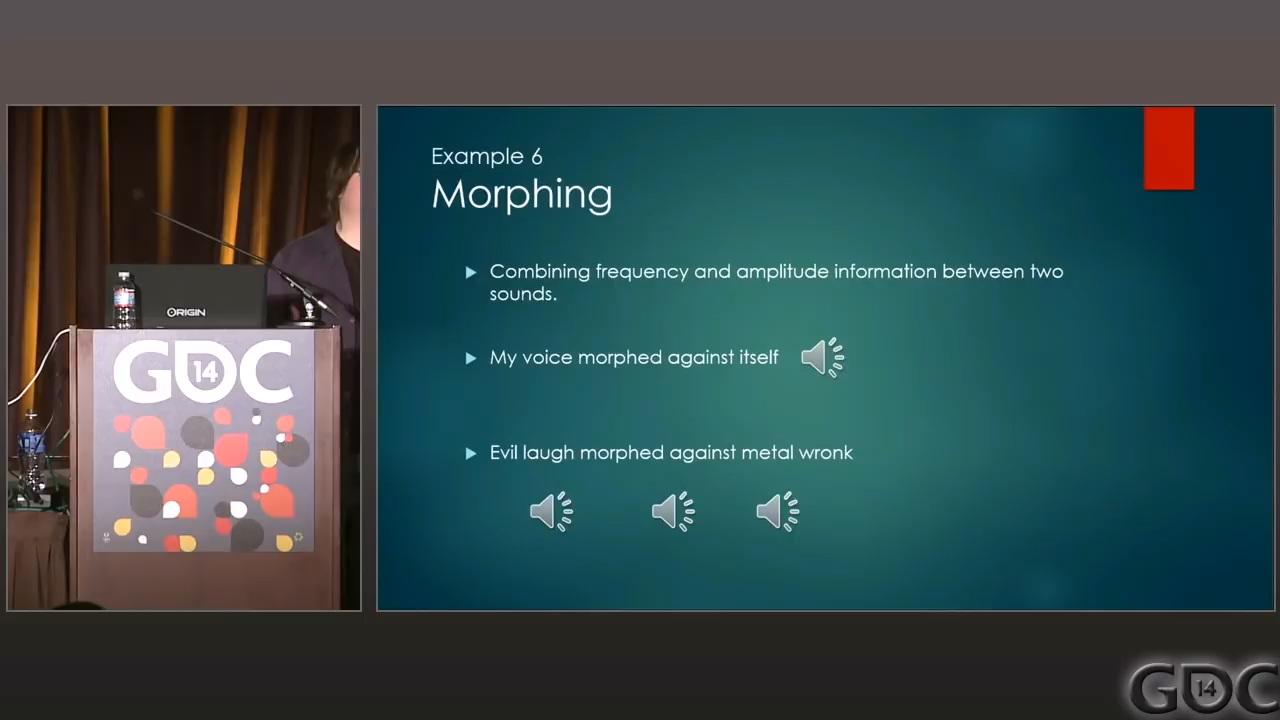 Example 6
Morphing
Combining frequency and amplitude information between two
sounds.
My voice morphed against itself
Evil laugh morphed against metal wronk
ORIGIN
GDC
14
GDC
14